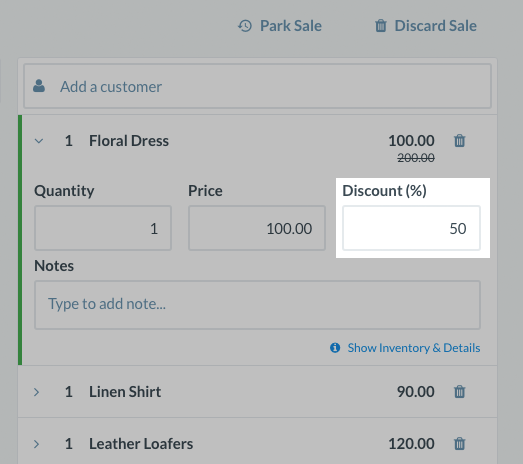 Park Sale Discard Sale
Add a customer
1 Floral Dress 100.00
200.00
Quantity Price Discount (%)
1 100.00 50
Notes
Type to add note...
Show Inventory & Details
1 Linen Shirt 90.00
1 Leather Loafers 120.00